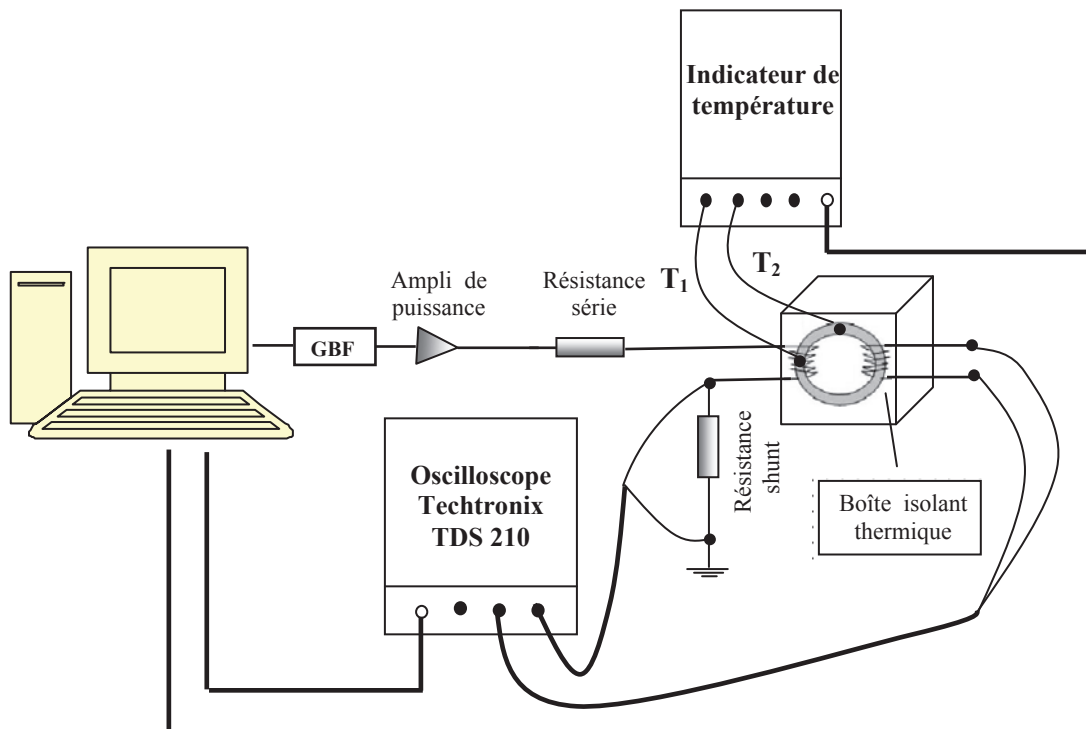 Indicateur de
température
T1
T2
Ampli de
puissance
Résistance
série
GBF
Oscilloscope
Techtronix
TDS 210
Résistance
shunt
Boîte isolant
thermique